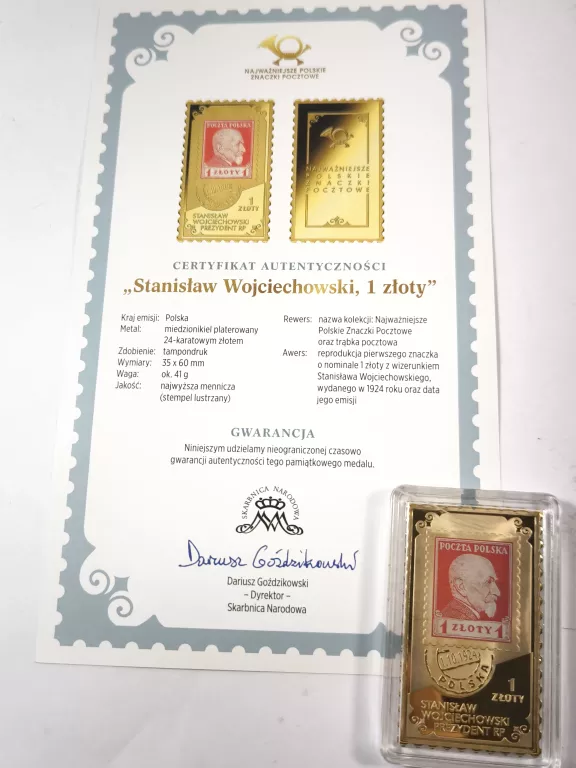 NAJWAŻNIEJSZE POLSKIE
ZNACZKI POCZTOWE
POCZTA POLSKA
1 ZŁOTY 1
1
ZŁOTY
STANISŁAW
WOJCIECHOWSKI
PREZYDENT RP
NAJWAŻNIEJSZE
POLSKIE
ZNACZKI
POCZTOWE
CERTYFIKAT AUTENTYCZNOŚCI
„Stanisław Wojciechowski, 1 złoty”
Kraj emisji: Polska
Metal: miedzionikiel platerowany
24-karatowym złotem
Zdobienie: tampondruk
Wymiary: 35 x 60 mm
Waga: ok. 41 g
Jakość: najwyższa mennicza
(stempel lustrzany)
Rewers: nazwa kolekcji: Najważniejsze
Polskie Znaczki Pocztowe
oraz trąbka pocztowa
Awers: reprodukcja pierwszego znaczka
o nominale 1 złoty z wizerunkiem
Stanisława Wojciechowskiego,
wydanego w 1924 roku oraz data
jego emisji
GWARANCJA
Niniejszym udzielamy nieograniczonej czasowo
gwarancji autentyczności tego pamiątkowego medalu.
SKARBNICA NARODOWA
Dariusz Goździkowski
Dariusz Goździkowski
– Dyrektor –
Skarbnica Narodowa
POCZTA POLSKA
1 ZŁOTY 1
POLSKA
1
ZŁOTY
STANISŁAW
WOJCIECHOWSKI
PREZYDENT RP